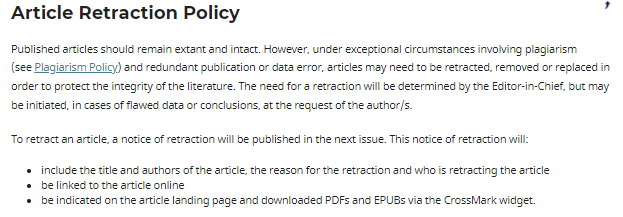 Article Retraction Policy
Published articles should remain extant and intact. However, under exceptional circumstances involving plagiarism
(see Plagiarism Policy) and redundant publication or data error, articles may need to be retracted, removed or replaced in
order to protect the integrity of the literature. The need for a retraction will be determined by the Editor-in-Chief, but may
be initiated, in cases of flawed data or conclusions, at the request of the author/s.
To retract an article, a notice of retraction will be published in the next issue. This notice of retraction will:
• include the title and authors of the article, the reason for the retraction and who is retracting the article
• be linked to the article online
• be indicated on the article landing page and downloaded PDFs and EPUBs via the CrossMark widget.